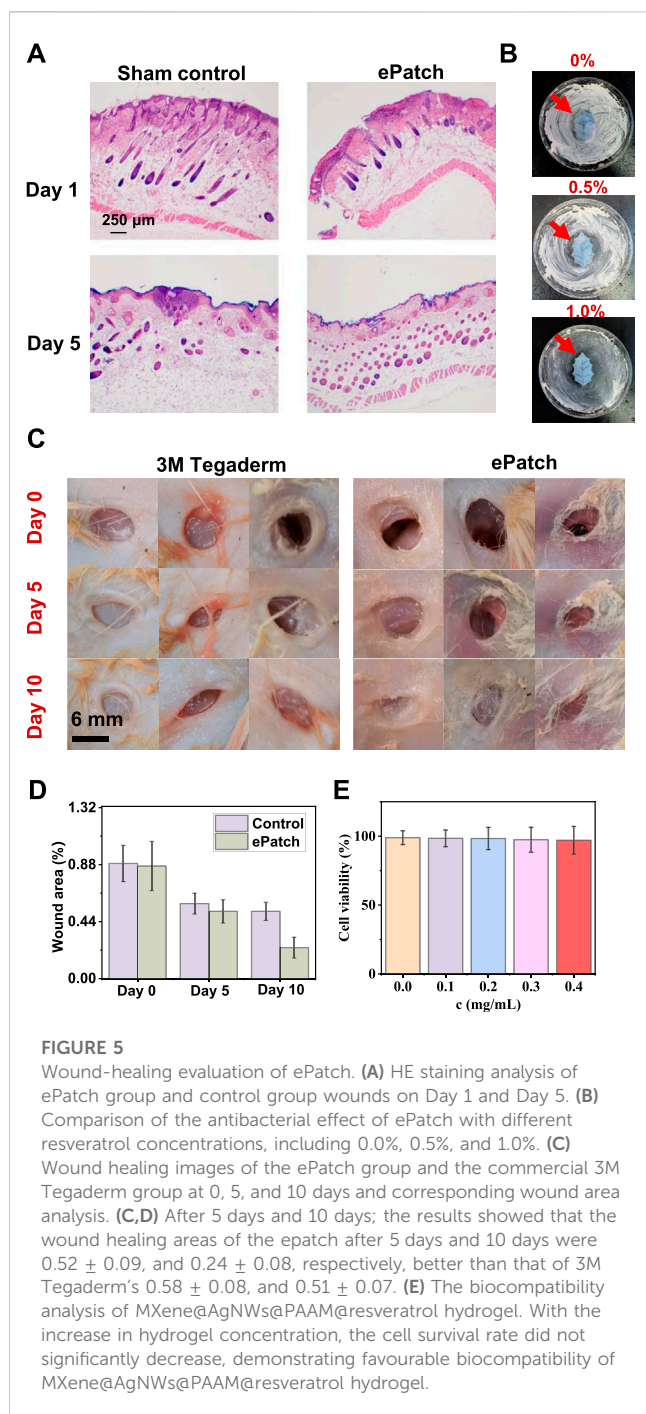 A
B
Sham control
ePatch
0%
Day 1
250 µm
0.5%
Day 5
1.0%
C
3M Tegaderm
ePatch
Day 0
Day 5
Day 10
6 mm
D
E
1.32
0.88
0.44
0.00
Wound area (%)
Control
ePatch
Day 0
Day 5
Day 10
100
50
0
Cell viability (%)
0.0
0.1
0.2
0.3
0.4
c (mg/mL)
FIGURE 5
Wound-healing evaluation of ePatch. (A) HE staining analysis of
ePatch group and control group wounds on Day 1 and Day 5. (B)
Comparison of the antibacterial effect of ePatch with different
resveratrol concentrations, including 0.0%, 0.5%, and 1.0%. (C)
Wound healing images of the ePatch group and the commercial 3M
Tegaderm group at 0, 5, and 10 days and corresponding wound area
analysis. (C,D) After 5 days and 10 days; the results showed that the
wound healing areas of the epatch after 5 days and 10 days were
0.52 ± 0.09, and 0.24 ± 0.08, respectively, better than that of 3M
Tegaderm's 0.58 ± 0.08, and 0.51 ± 0.07. (E) The biocompatibility
analysis of MXene@AgNWs@PAAM@resveratrol hydrogel. With the
increase in hydrogel concentration, the cell survival rate did not
significantly decrease, demonstrating favourable biocompatibility of
MXene@AgNWs@PAAM@resveratrol hydrogel.